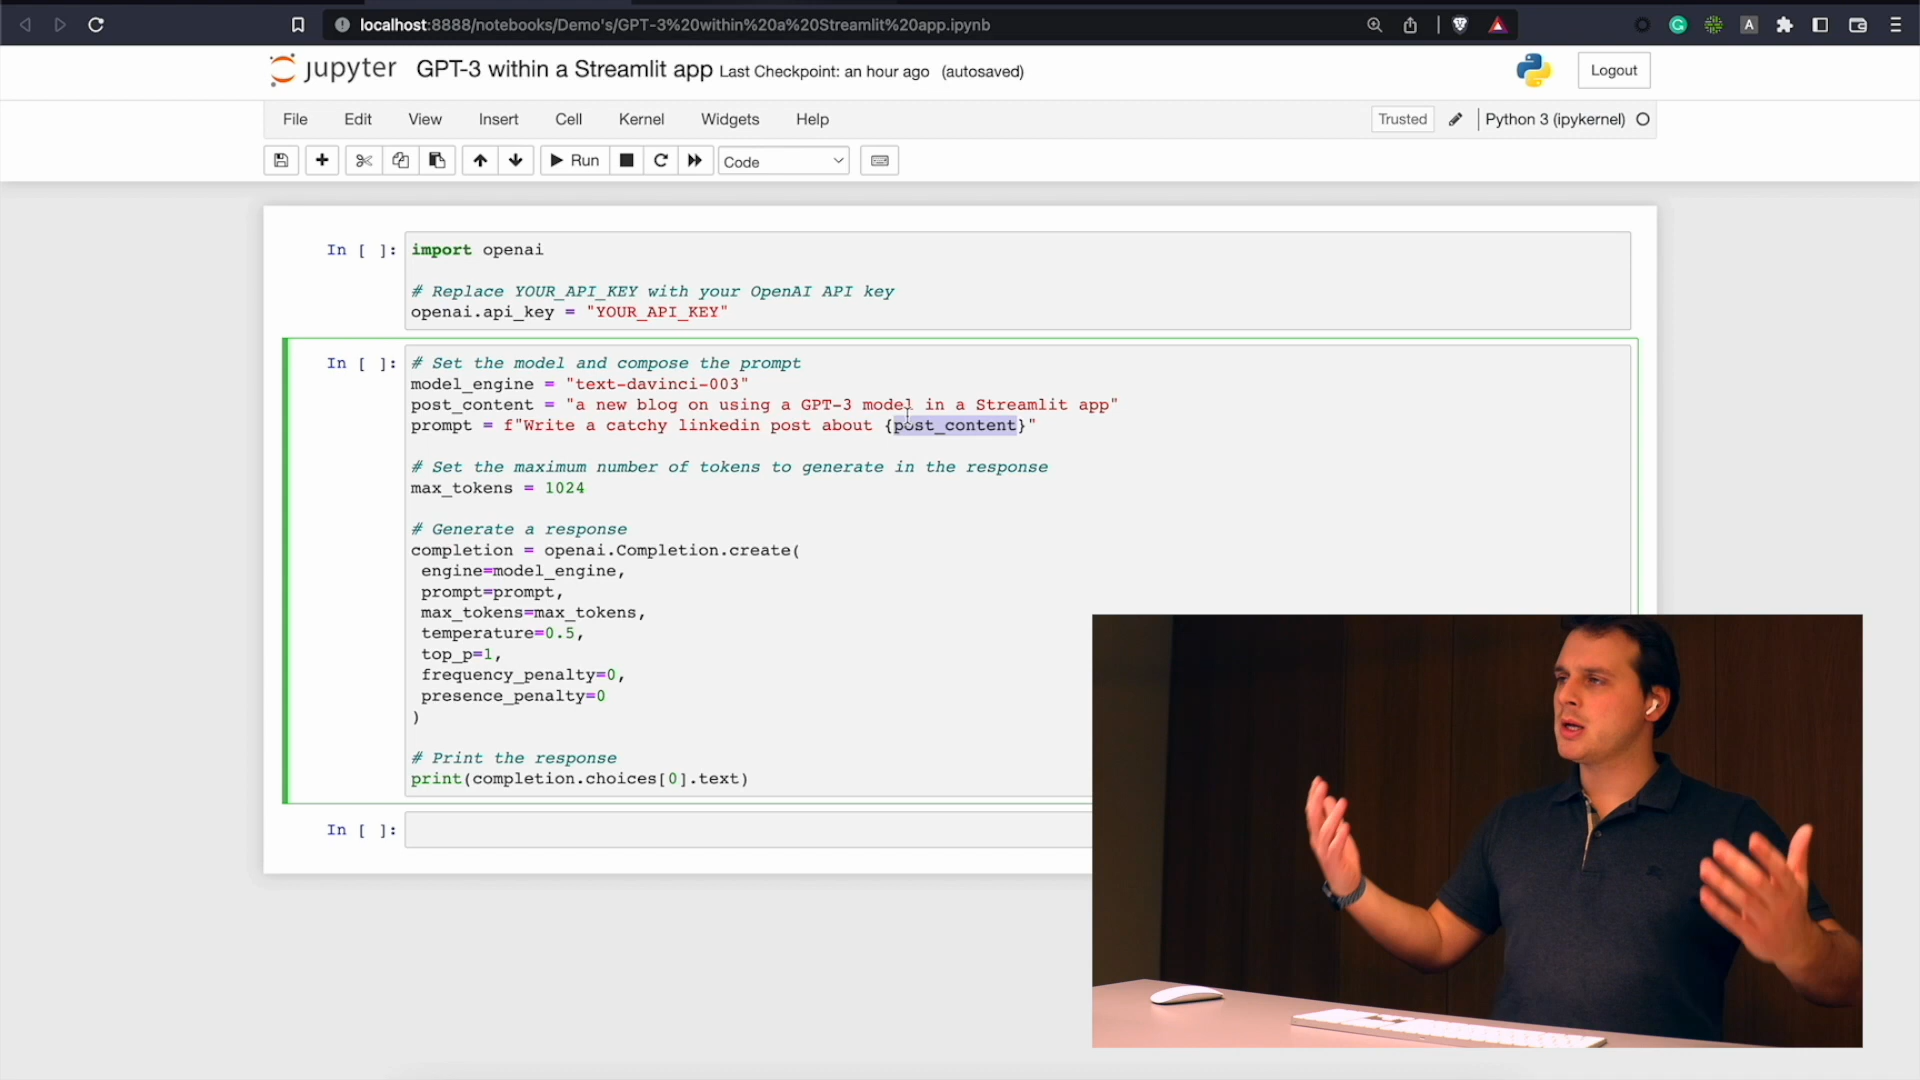 localhost:8888/notebooks/Demo's/GPT-3%20within%20a%20Streamlit%20app.ipynb
A
jupyter GPT-3 within a Streamlit app Last Checkpoint: an hour ago (autosaved)
Logout
File Edit View Insert Cell Kernel Widgets Help
Trusted Python 3 (ipykernel)
Run Code
In [ ]: import openai
# Replace YOUR_API_KEY with your OpenAI API key
openai.api_key = "YOUR_API_KEY"
In [ ]: # Set the model and compose the prompt
model_engine = "text-davinci-003"
post_content = "a new blog on using a GPT-3 model in a Streamlit app"
prompt = f"Write a catchy linkedin post about {post_content}"
# Set the maximum number of tokens to generate in the response
max_tokens = 1024
# Generate a response
completion = openai.Completion.create(
engine=model_engine,
prompt=prompt,
max_tokens=max_tokens,
temperature=0.5,
top_p=1,
frequency_penalty=0,
presence_penalty=0
)
# Print the response
print(completion.choices[0].text)
In [ ]: